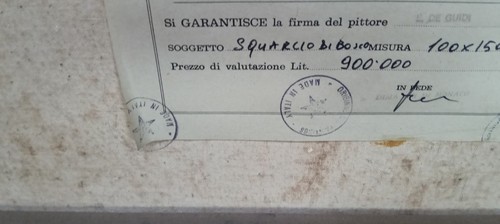 Si GARANTISCE la firma del pittore
SOGGETTO SQUARCIO DI BOSCO MISURA 100X150
Prezzo di valutazione Lit. 900.000
IN FEDE
MADE IN ITALY
MADE IN ITALY